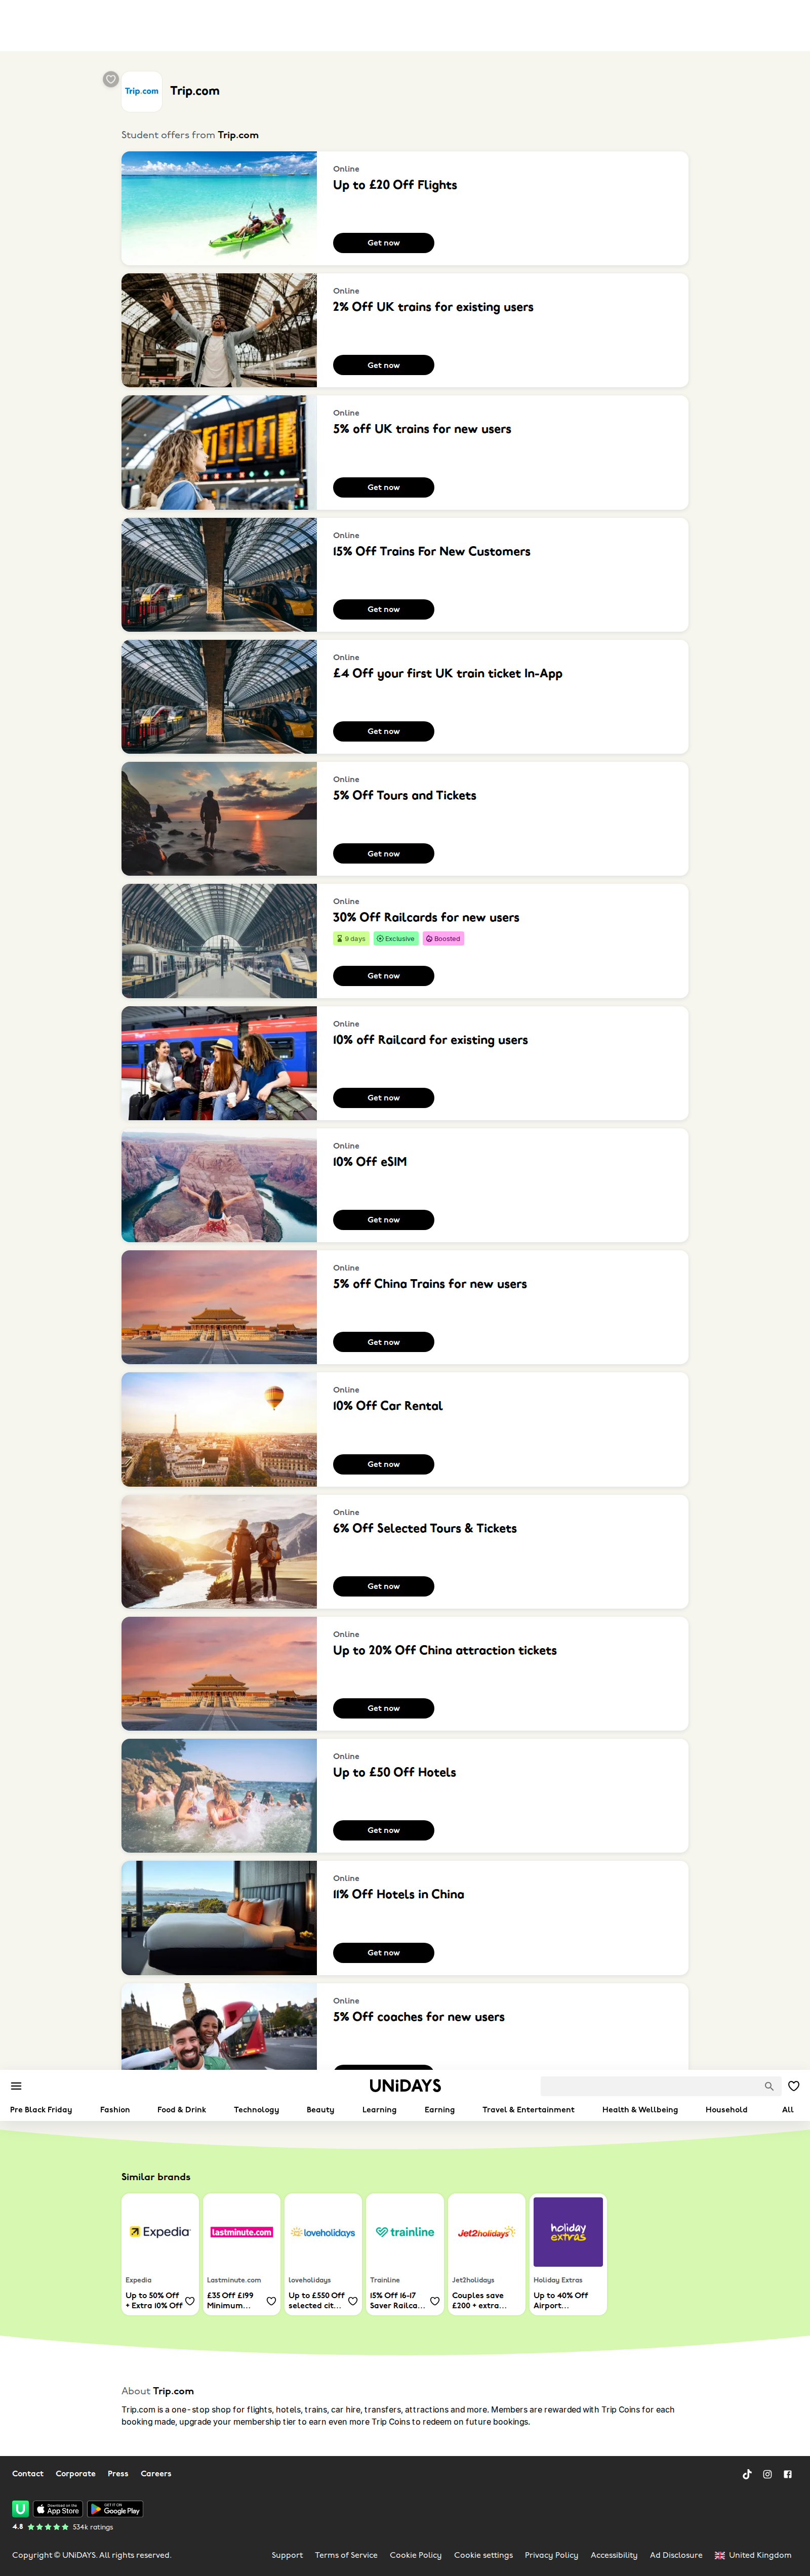 Trip.com
Trip.com
Student offers from Trip.com
Online
Up to £20 Off Flights
Get now
Online
2% Off UK trains for existing users
Get now
Online
5% off UK trains for new users
Get now
Online
15% Off Trains For New Customers
Get now
Online
£4 Off your first UK train ticket In-App
Get now
Online
5% Off Tours and Tickets
Get now
Online
30% Off Railcards for new users
9 days Exclusive Boosted
Get now
Online
10% off Railcard for existing users
Get now
Online
10% Off eSIM
Get now
Online
5% off China Trains for new users
Get now
Online
10% Off Car Rental
Get now
Online
6% Off Selected Tours & Tickets
Get now
Online
Up to 20% Off China attraction tickets
Get now
Online
Up to £50 Off Hotels
Get now
Online
11% Off Hotels in China
Get now
Online
5% Off coaches for new users
UNiDAYS
Pre Black Friday Fashion Food & Drink Technology Beauty Learning Earning Travel & Entertainment Health & Wellbeing Household All
Similar brands
Expedia
Expedia
Up to 50% Off
+ Extra 10% Off
lastminute.com
Lastminute.com
£35 Off £199
Minimum...
loveholidays
loveholidays
Up to £550 Off
selected cit...
trainline
Trainline
15% Off 16-17
Saver Railca...
Jet2holidays
Jet2holidays
Couples save
£200 + extra...
holiday
extras
Holiday Extras
Up to 40% Off
Airport...
About Trip.com
Trip.com is a one-stop shop for flights, hotels, trains, car hire, transfers, attractions and more. Members are rewarded with Trip Coins for each
booking made, upgrade your membership tier to earn even more Trip Coins to redeem on future bookings.
Contact Corporate Press Careers
U
Download on the
App Store
GET IT ON
Google Play
4.8 534k ratings
Copyright © UNiDAYS. All rights reserved.
Support Terms of Service Cookie Policy Cookie settings Privacy Policy Accessibility Ad Disclosure United Kingdom